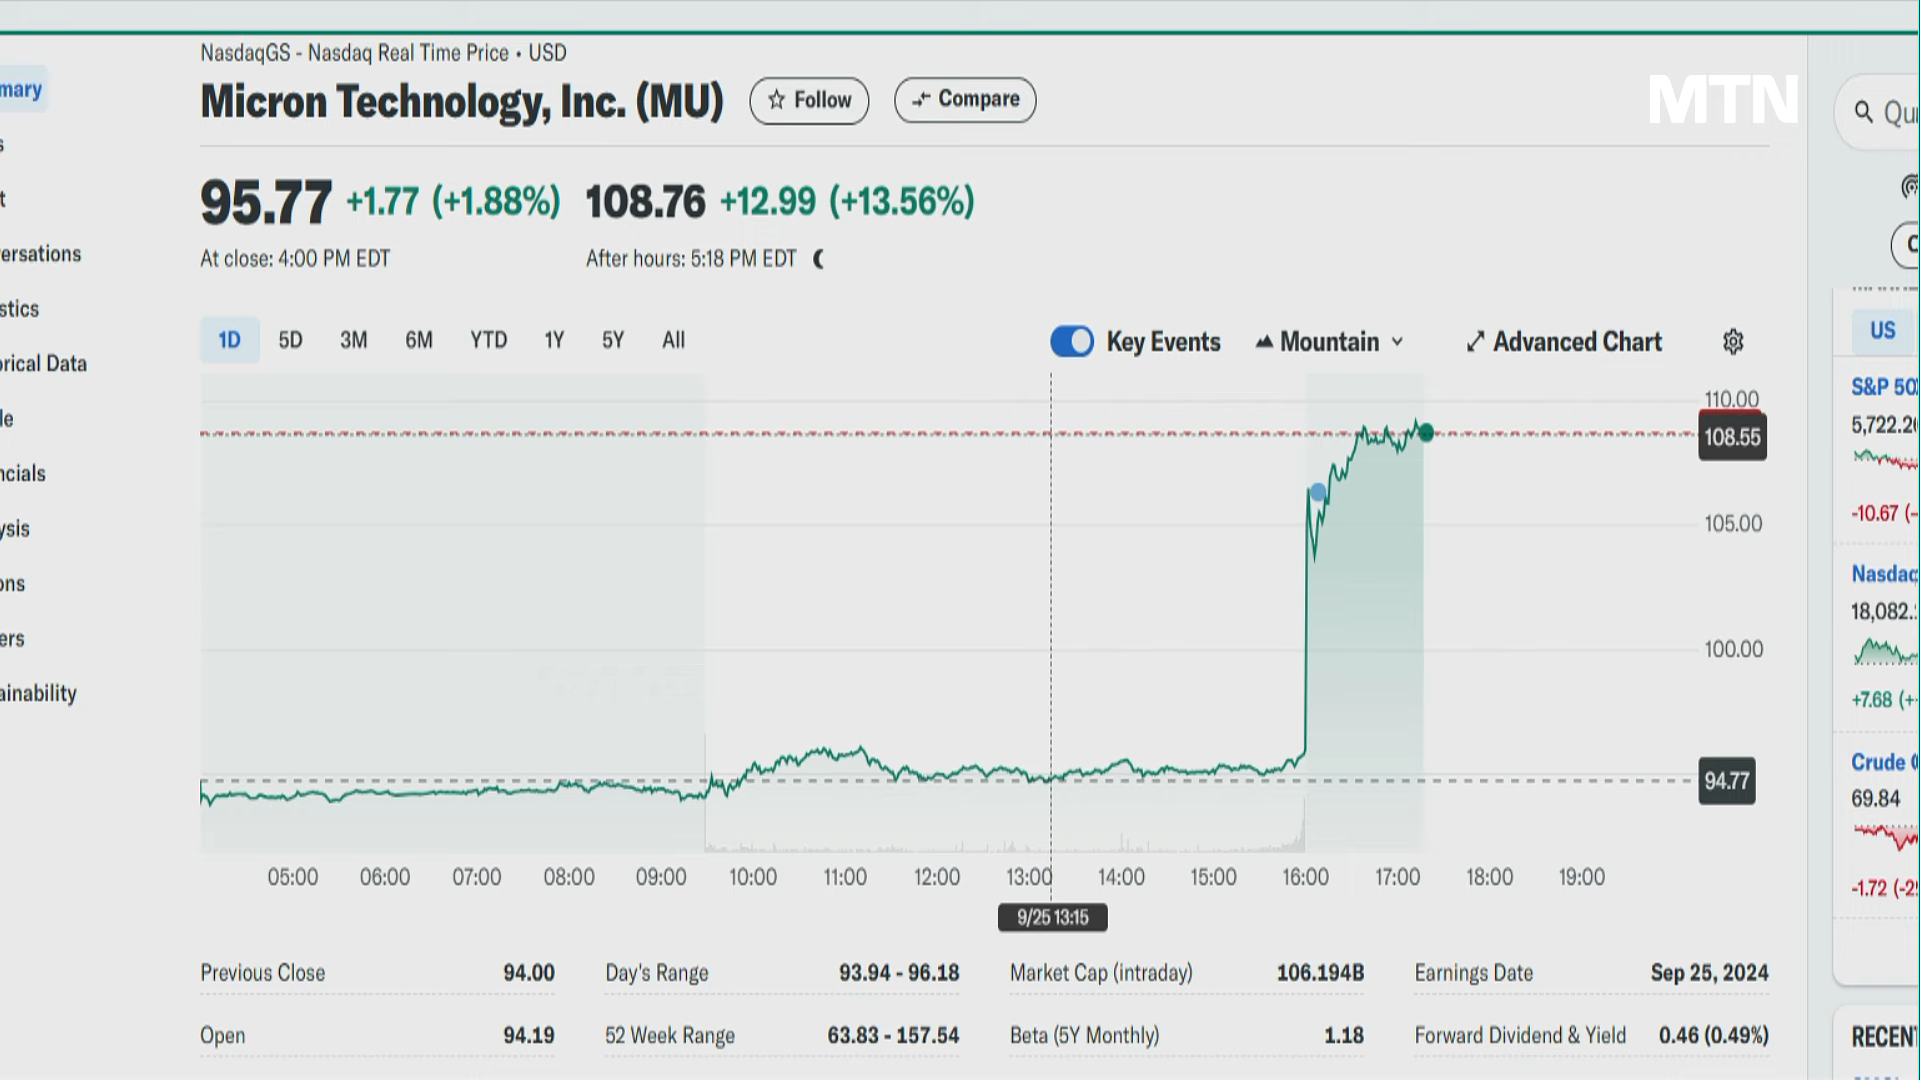 NasdaqGS - Nasdaq Real Time Price • USD
Micron Technology, Inc. (MU)
Follow
Compare
MTN
95.77 +1.77 (+1.88%) 108.76 +12.99 (+13.56%)
At close: 4:00 PM EDT
After hours: 5:18 PM EDT
1D 5D 3M 6M YTD 1Y 5Y All
Key Events Mountain Advanced Chart
110.00
108.55
105.00
100.00
94.77
05:00 06:00 07:00 08:00 09:00 10:00 11:00 12:00 13:00 14:00 15:00 16:00 17:00 18:00 19:00
9/25 13:15
Previous Close 94.00 Day's Range 93.94 - 96.18 Market Cap (intraday) 106.194B Earnings Date Sep 25, 2024
Open 94.19 52 Week Range 63.83 - 157.54 Beta (5Y Monthly) 1.18 Forward Dividend & Yield 0.46 (0.49%)
mary
ersations
stics
orical Data
le
ncials
ysis
ons
ers
ainability
US
S&P 50
5,722.2
-10.67 (-
Nasdaq
18,082.
+7.68 (+
Crude
69.84
-1.72 (-2
RECEN